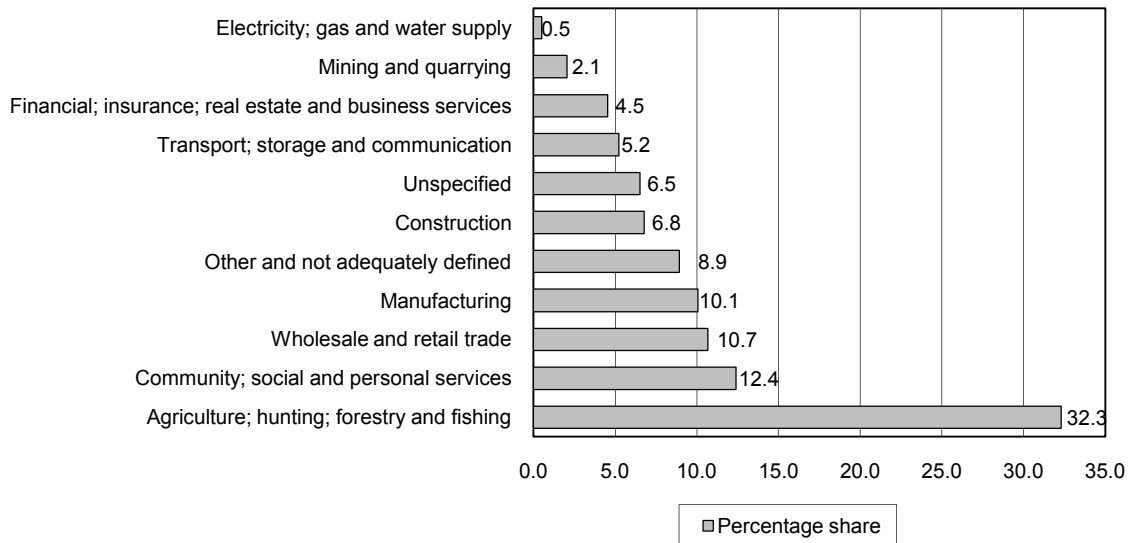 Electricity; gas and water supply 0.5
Mining and quarrying 2.1
Financial; insurance; real estate and business services 4.5
Transport; storage and communication 5.2
Unspecified 6.5
Construction 6.8
Other and not adequately defined 8.9
Manufacturing 10.1
Wholesale and retail trade 10.7
Community; social and personal services 12.4
Agriculture; hunting; forestry and fishing 32.3
0.0 5.0 10.0 15.0 20.0 25.0 30.0 35.0
Percentage share